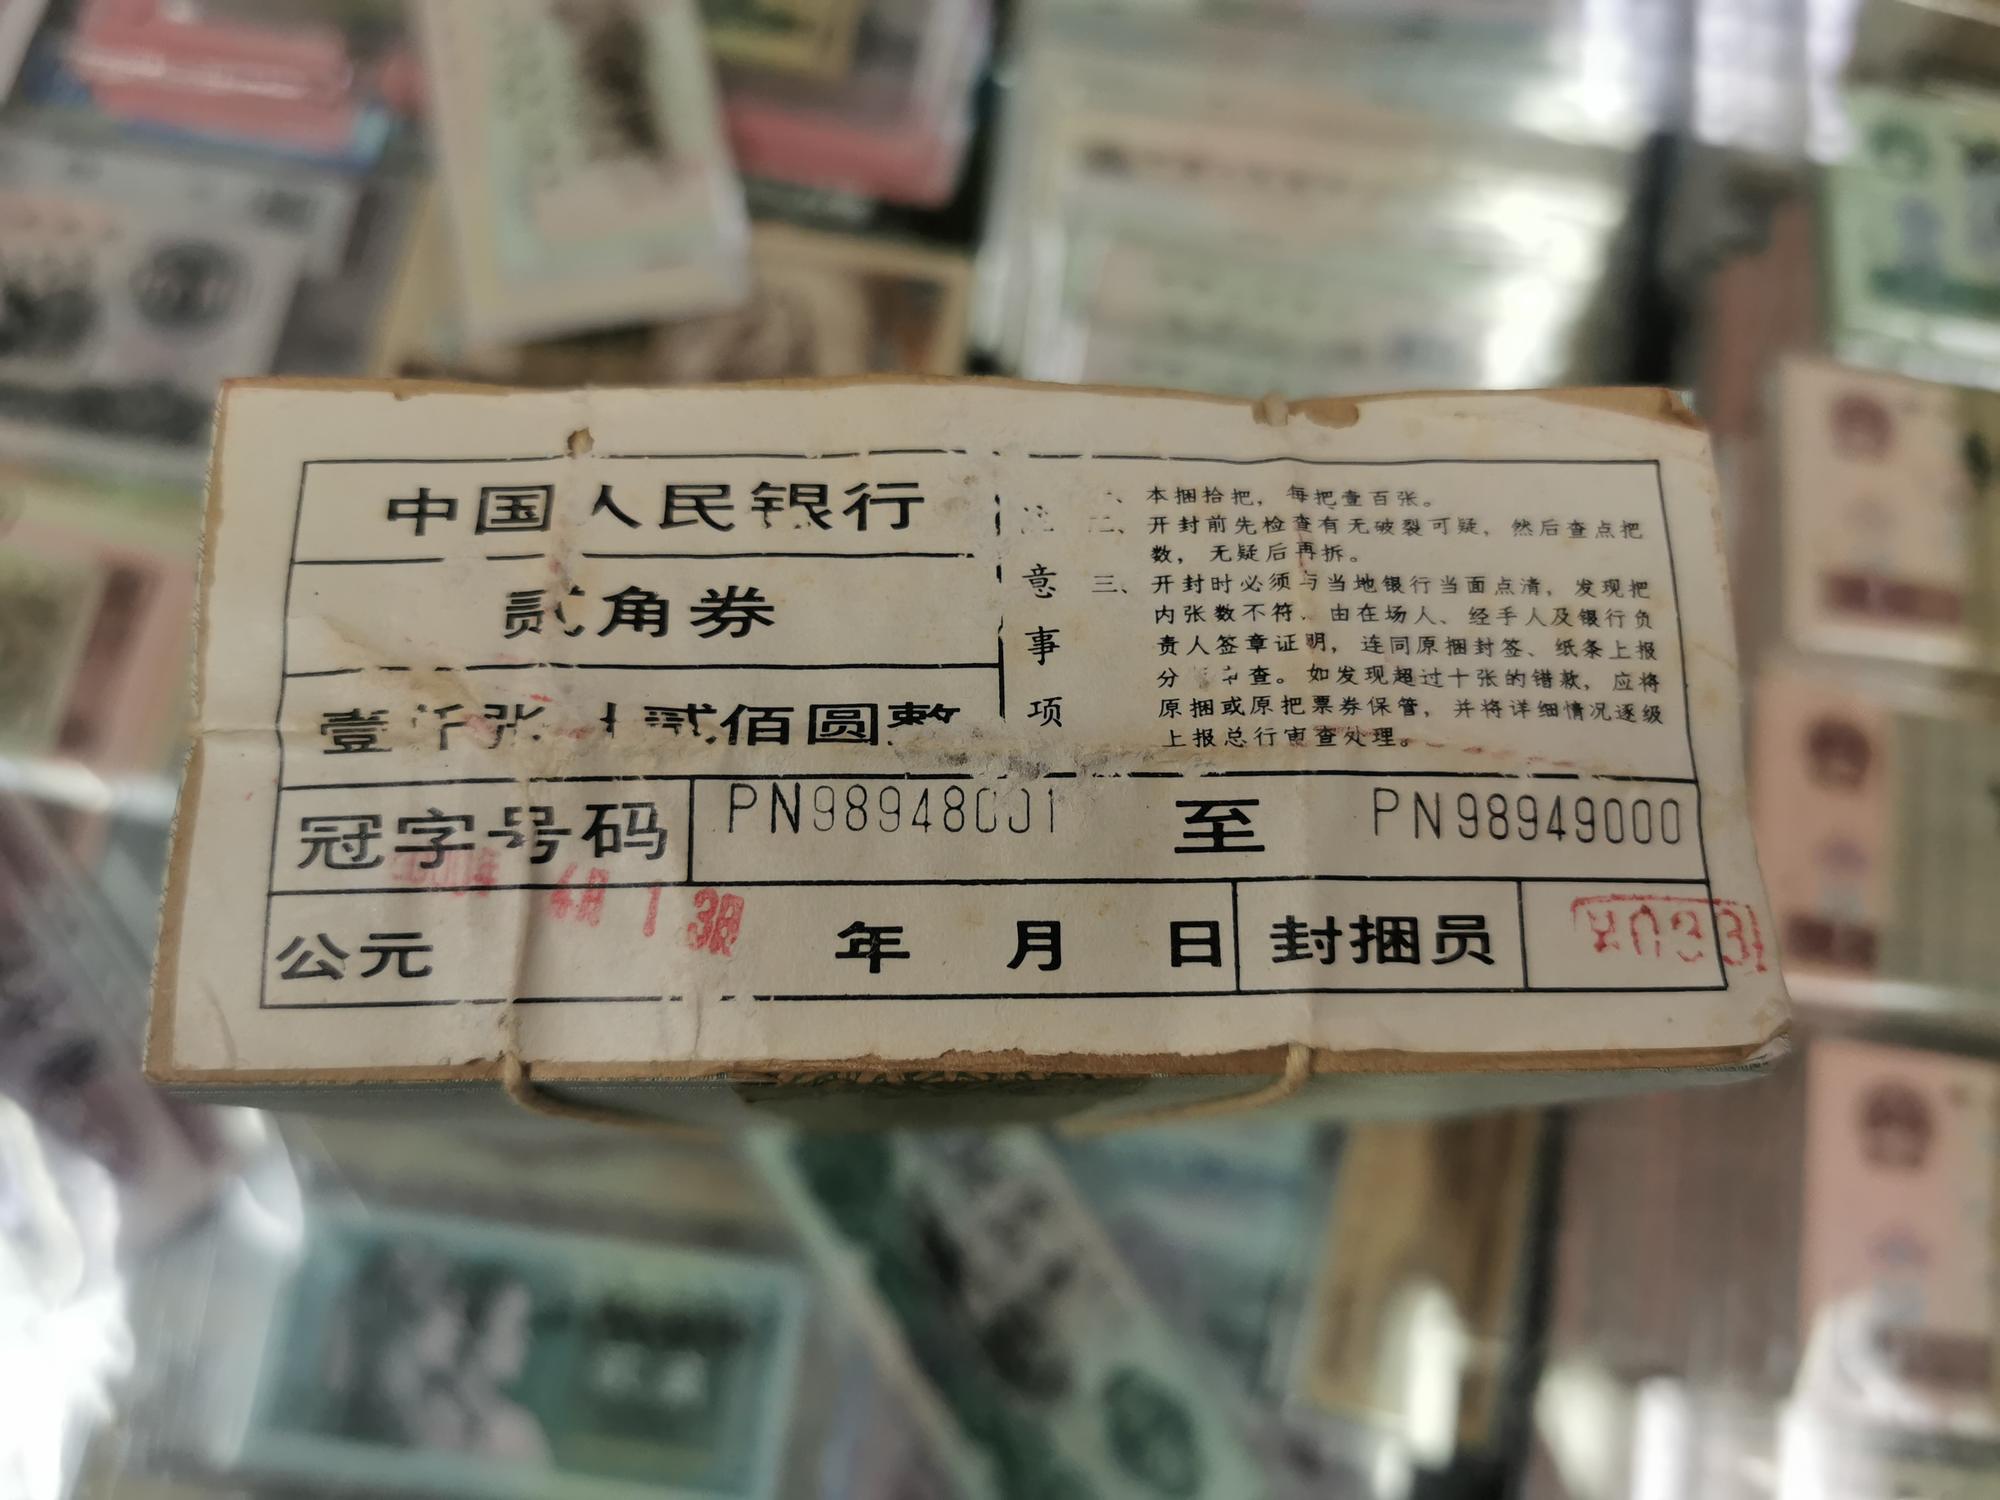 中国人民银行
贰角券
壹仟张 计贰佰圆整
注意事项
一、本捆拾把，每把壹百张。
二、开封前先检查有无破裂可疑，然后查点把
数，无疑后再拆。
三、开封时必须与当地银行当面点清，发现把
内张数不符、由在场人、经手人及银行负
责人签章证明，连同原捆封签、纸条上报
分 查。如发现超过十张的错款，应将
原捆或原把票券保管，并将详细情况逐级
上报总行审查处理。
冠字号码 PN98948001 至 PN98949000
公元 年 月 日 封捆员
4月13日